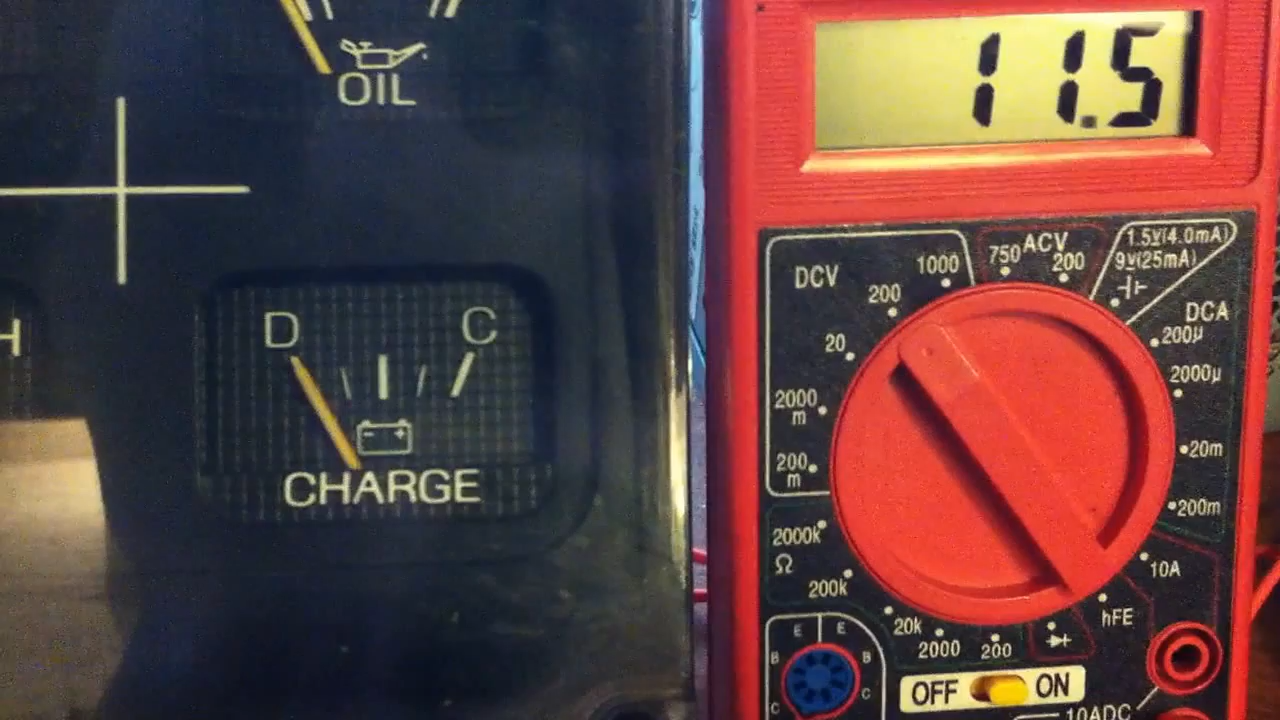 OIL
D C
H
CHARGE
- +
11.5
DCV
1000
200
20
2000
m
200
m
750 ACV 200
1.5v(4.0mA)
9v(25mA)
DCA
200µ
2000µ
20m
200m
10A
hFE
2000k
Ω
200k
20k
2000
200
E E
B B
C C
OFF ON
10ADC